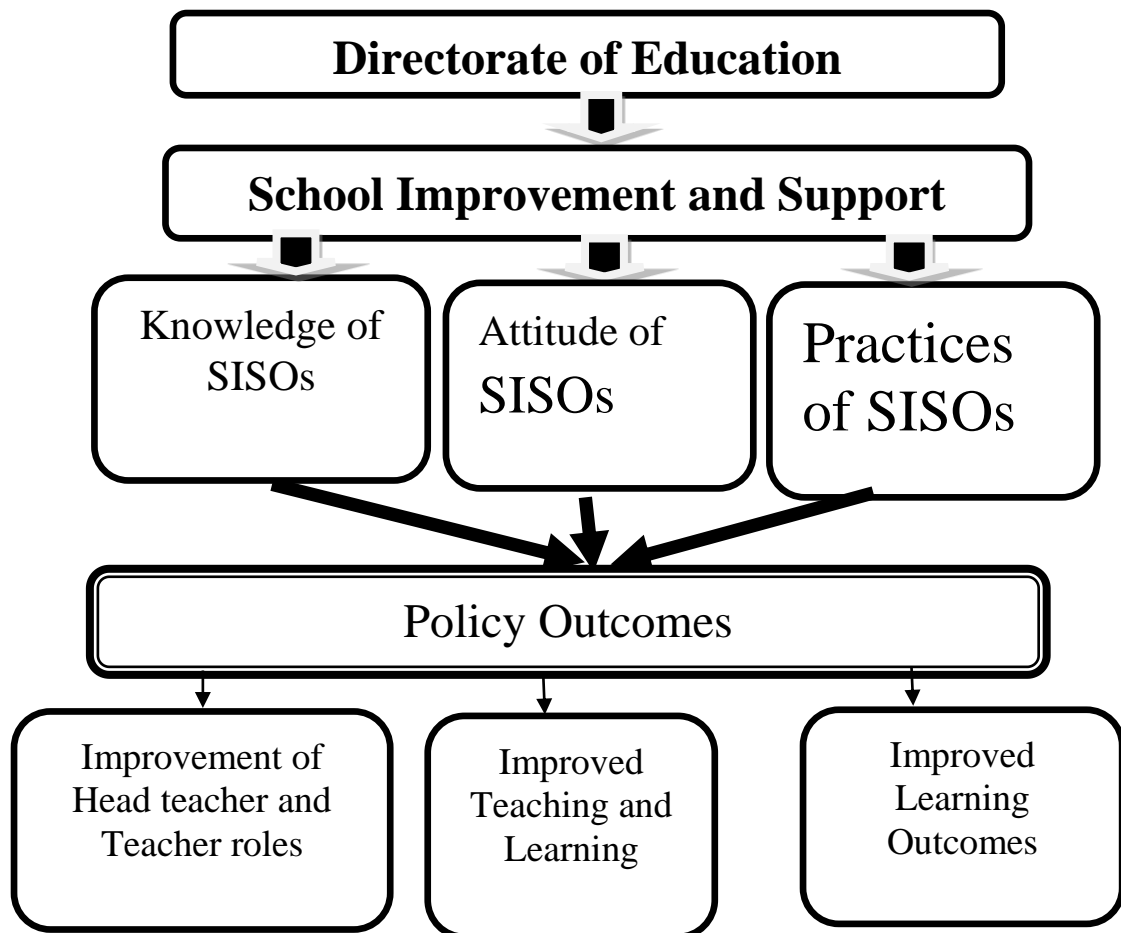 Directorate of Education
School Improvement and Support
Knowledge of
SISOs
Attitude of
SISOs
Practices
of SISOs
Policy Outcomes
Improvement of
Head teacher and
Teacher roles
Improved
Teaching and
Learning
Improved
Learning
Outcomes